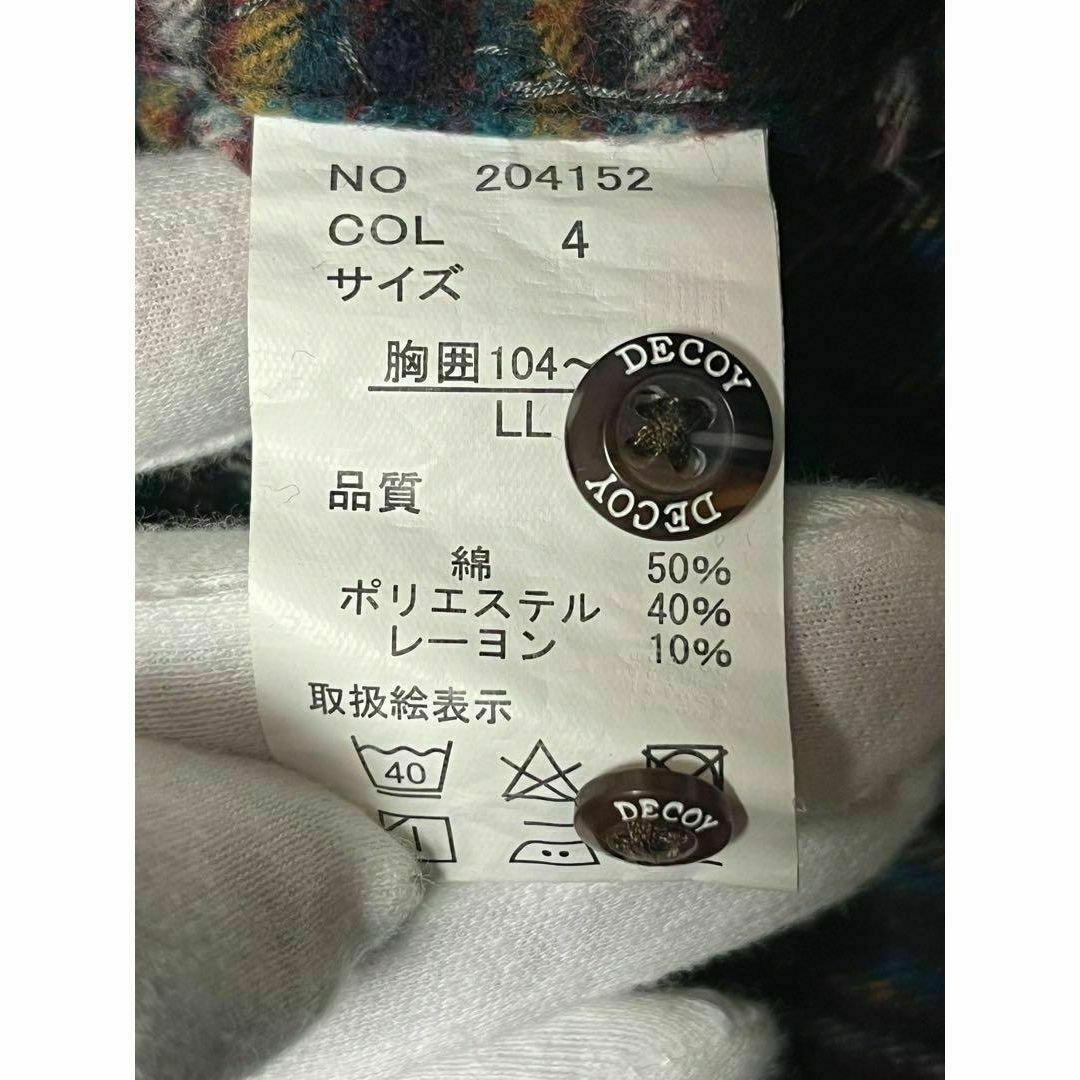 NO 204152
COL 4
サイズ
胸囲104～
LL
DECOY
DECOY
品質
綿 50%
ポリエステル 40%
レーヨン 10%
取扱絵表示
40
DECOY